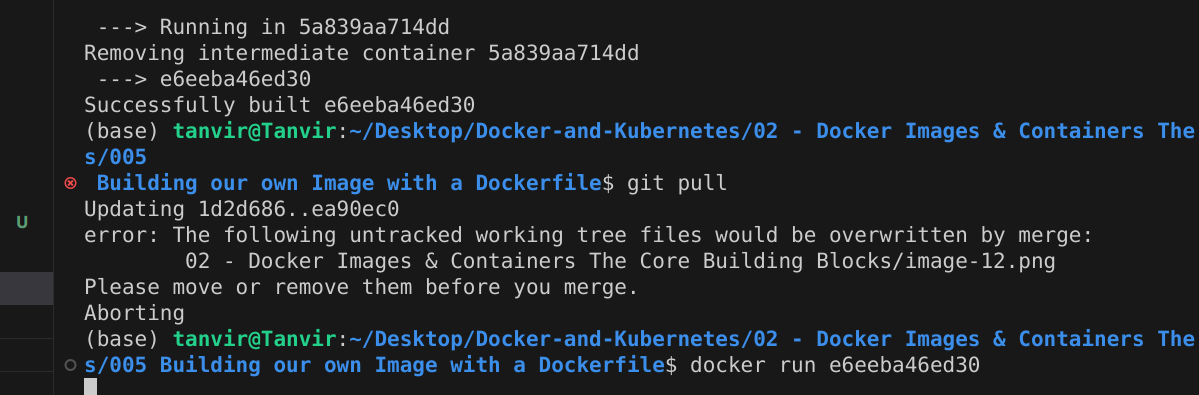 ---> Running in 5a839aa714dd
Removing intermediate container 5a839aa714dd
---> e6eeba46ed30
Successfully built e6eeba46ed30
(base) tanvir@Tanvir:~/Desktop/Docker-and-Kubernetes/02 - Docker Images & Containers The
s/005
Building our own Image with a Dockerfile$ git pull
Updating 1d2d686..ea90ec0
error: The following untracked working tree files would be overwritten by merge:
02 - Docker Images & Containers The Core Building Blocks/image-12.png
Please move or remove them before you merge.
Aborting
(base) tanvir@Tanvir:~/Desktop/Docker-and-Kubernetes/02 - Docker Images & Containers The
s/005 Building our own Image with a Dockerfile$ docker run e6eeba46ed30
U